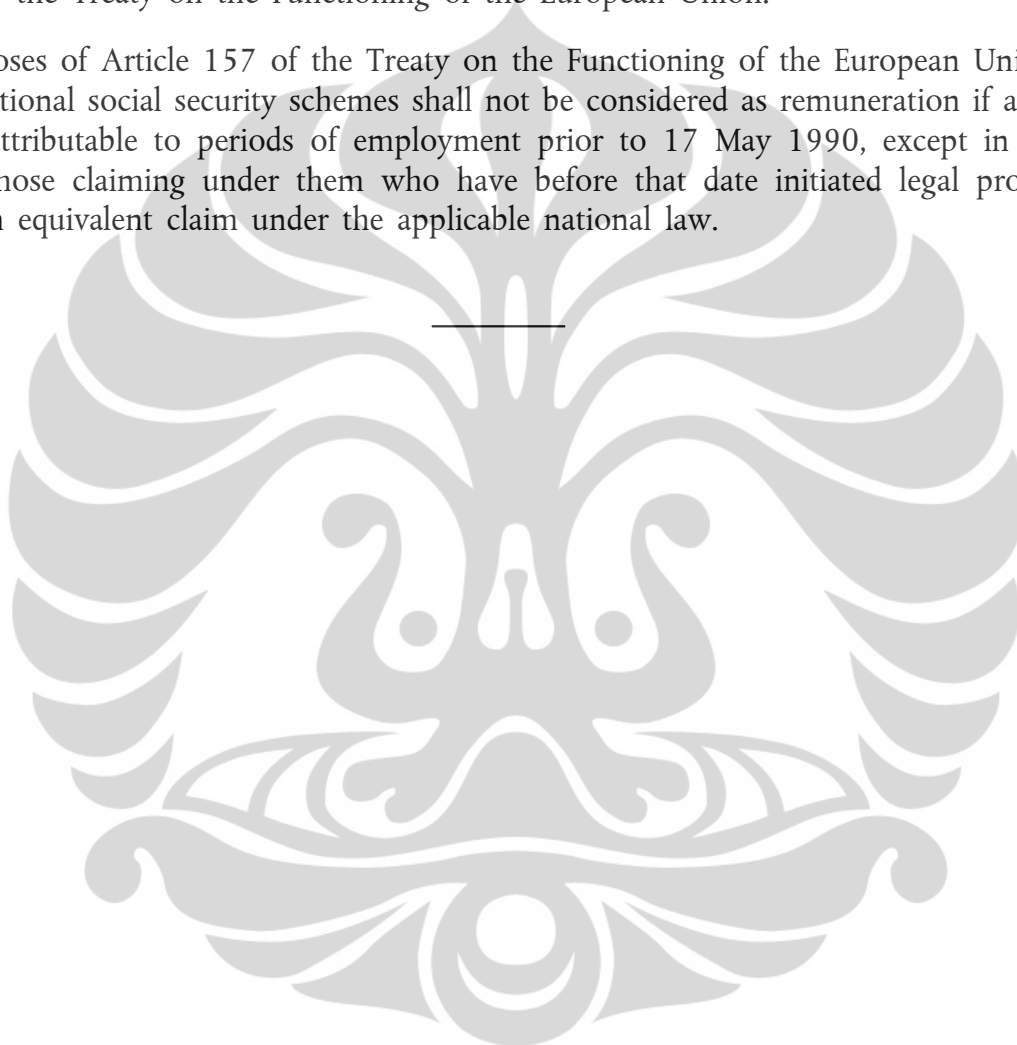 the Treaty on the Functioning of the European Union.
oses of Article 157 of the Treaty on the Functioning of the European Uni
tional social security schemes shall not be considered as remuneration if a
attributable to periods of employment prior to 17 May 1990, except in
hose claiming under them who have before that date initiated legal pro
n equivalent claim under the applicable national law.